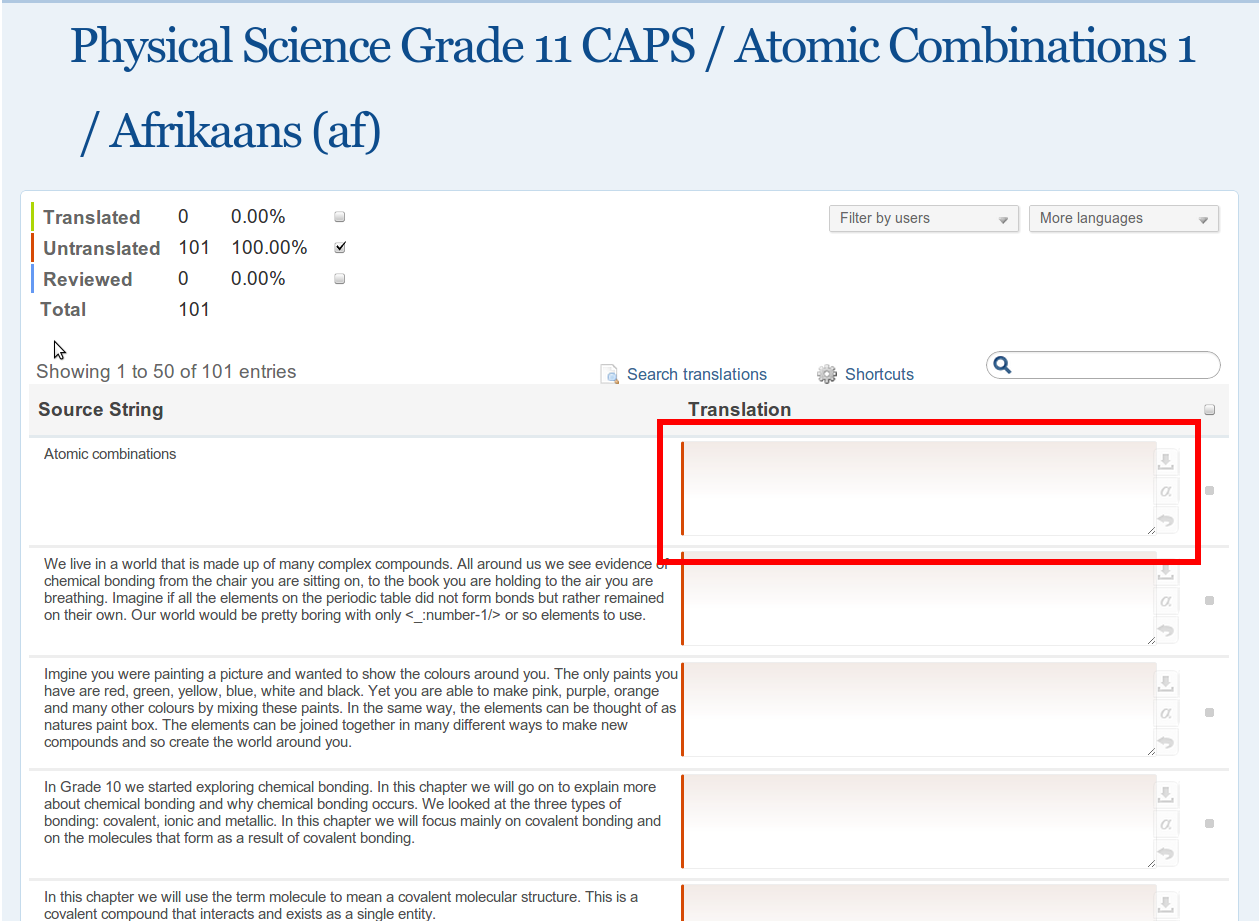 Physical Science Grade 11 CAPS / Atomic Combinations 1
/ Afrikaans (af)
Translated 0 0.00%
Filter by users
More languages
Untranslated 101 100.00%
Reviewed 0 0.00%
Total 101
Showing 1 to 50 of 101 entries
Search translations
Shortcuts
Source String
Translation
Atomic combinations
α
We live in a world that is made up of many complex compounds. All around us we see evidence of
chemical bonding from the chair you are sitting on, to the book you are holding to the air you are
breathing. Imagine if all the elements on the periodic table did not form bonds but rather remained
on their own. Our world would be pretty boring with only <_:number-1/> or so elements to use.
α
Imgine you were painting a picture and wanted to show the colours around you. The only paints you
have are red, green, yellow, blue, white and black. Yet you are able to make pink, purple, orange
and many other colours by mixing these paints. In the same way, the elements can be thought of as
natures paint box. The elements can be joined together in many different ways to make new
compounds and so create the world around you.
α
In Grade 10 we started exploring chemical bonding. In this chapter we will go on to explain more
about chemical bonding and why chemical bonding occurs. We looked at the three types of
bonding: covalent, ionic and metallic. In this chapter we will focus mainly on covalent bonding and
on the molecules that form as a result of covalent bonding.
α
In this chapter we will use the term molecule to mean a covalent molecular structure. This is a
covalent compound that interacts and exists as a single entity.